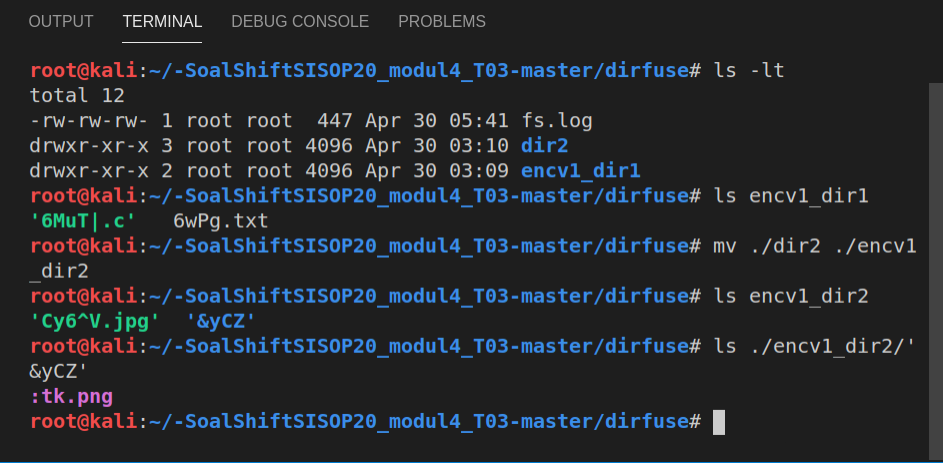 OUTPUT TERMINAL DEBUG CONSOLE PROBLEMS
root@kali:~/-SoalShiftSISOP20_modul4_T03-master/dirfuse# ls -lt
total 12
-rw-rw-rw- 1 root root  447 Apr 30 05:41 fs.log
drwxr-xr-x 3 root root 4096 Apr 30 03:10 dir2
drwxr-xr-x 2 root root 4096 Apr 30 03:09 encv1_dir1
root@kali:~/-SoalShiftSISOP20_modul4_T03-master/dirfuse# ls encv1_dir1
'6MuT|.c'   6wPg.txt
root@kali:~/-SoalShiftSISOP20_modul4_T03-master/dirfuse# mv ./dir2 ./encv1
_dir2
root@kali:~/-SoalShiftSISOP20_modul4_T03-master/dirfuse# ls encv1_dir2
'Cy6^V.jpg'  '&yCZ'
root@kali:~/-SoalShiftSISOP20_modul4_T03-master/dirfuse# ls ./encv1_dir2/'
&yCZ'
:tk.png
root@kali:~/-SoalShiftSISOP20_modul4_T03-master/dirfuse#